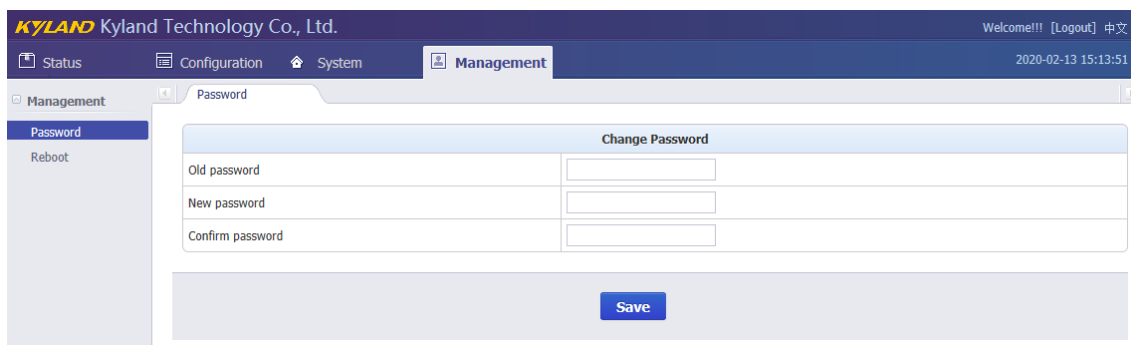 KYLAND Kyland Technology Co., Ltd.
Welcome!!! [Logout] 中文
Status Configuration System Management
2020-02-13 15:13:51
Management
Password
Password
Reboot
Change Password
Old password
New password
Confirm password
Save